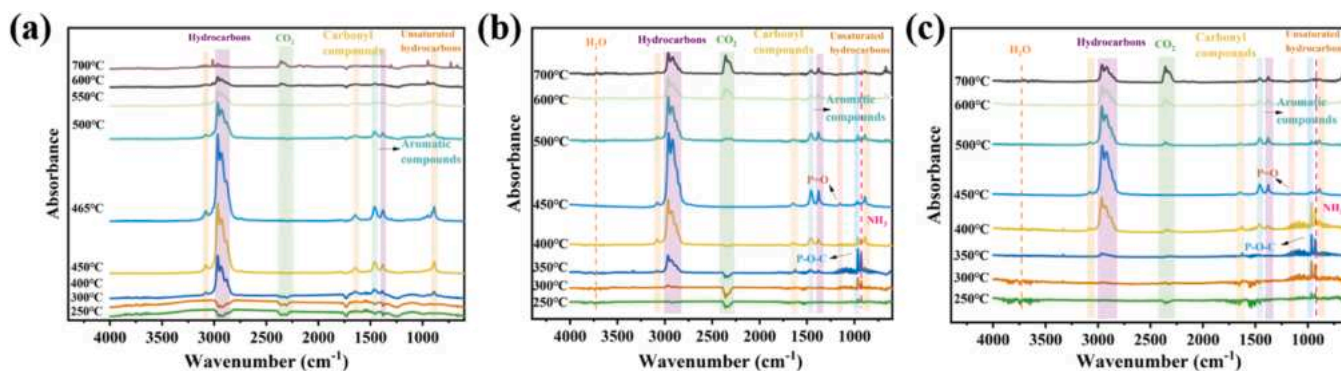 (a)
Hydrocarbons
CO2
Carbonyl
compounds
Unsaturated
hydrocarbons
700℃
600℃
550℃
500℃
465℃
450℃
400℃
300℃
250℃
Aromatic
compounds
Absorbance
4000 3500 3000 2500 2000 1500 1000
Wavenumber (cm-1)
(b)
H2O
Hydrocarbons
CO2
Carbonyl
compounds
Unsaturated
hydrocarbons
700℃
600℃
500℃
450℃
400℃
350℃
300℃
250℃
Aromatic
compounds
P=O
NH3
P-O-C
Absorbance
4000 3500 3000 2500 2000 1500 1000
Wavenumber (cm-1)
(c)
H2O
Hydrocarbons
CO2
Carbonyl
compounds
Unsaturated
hydrocarbons
700℃
600℃
500℃
450℃
400℃
350℃
300℃
250℃
Aromatic
compounds
P=O
P-O-C
Absorbance
4000 3500 3000 2500 2000 1500 1000
Wavenumber (cm-1)